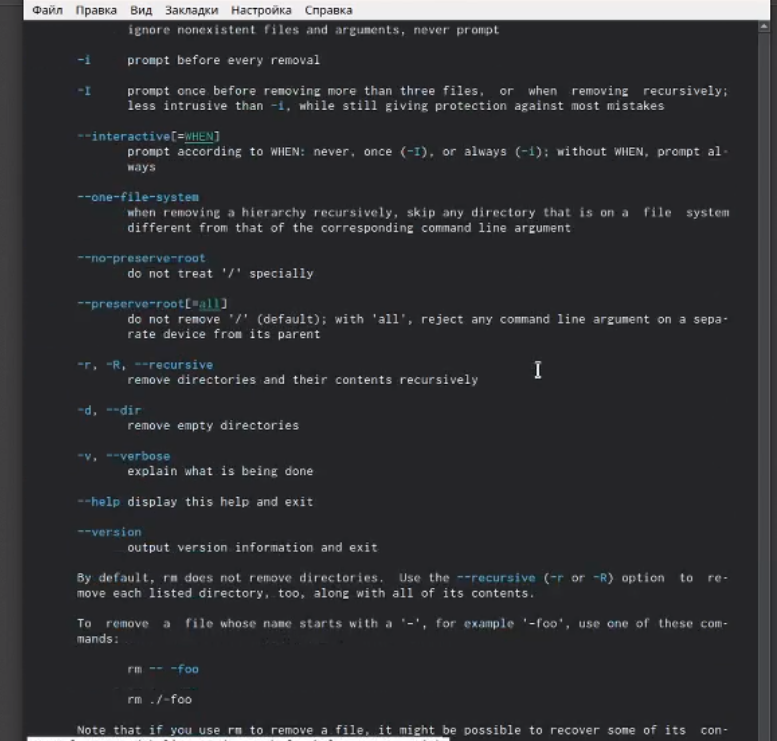 Файл Правка Вид Закладки Настройка Справка
ignore nonexistent files and arguments, never prompt
-i prompt before every removal
-I prompt once before removing more than three files, or when removing recursively;
less intrusive than -i, while still giving protection against most mistakes
--interactive[=WHEN]
prompt according to WHEN: never, once (-I), or always (-i); without WHEN, prompt al-
ways
--one-file-system
when removing a hierarchy recursively, skip any directory that is on a file system
different from that of the corresponding command line argument
--no-preserve-root
do not treat '/' specially
--preserve-root[=all]
do not remove '/' (default); with 'all', reject any command line argument on a sepa-
rate device from its parent
-r, -R, --recursive
remove directories and their contents recursively
-d, --dir
remove empty directories
-v, --verbose
explain what is being done
--help display this help and exit
--version
output version information and exit
By default, rm does not remove directories. Use the --recursive (-r or -R) option to re-
move each listed directory, too, along with all of its contents.
To remove a file whose name starts with a '-', for example '-foo', use one of these com-
mands:
rm -- -foo
rm ./-foo
Note that if you use rm to remove a file, it might be possible to recover some of its con-